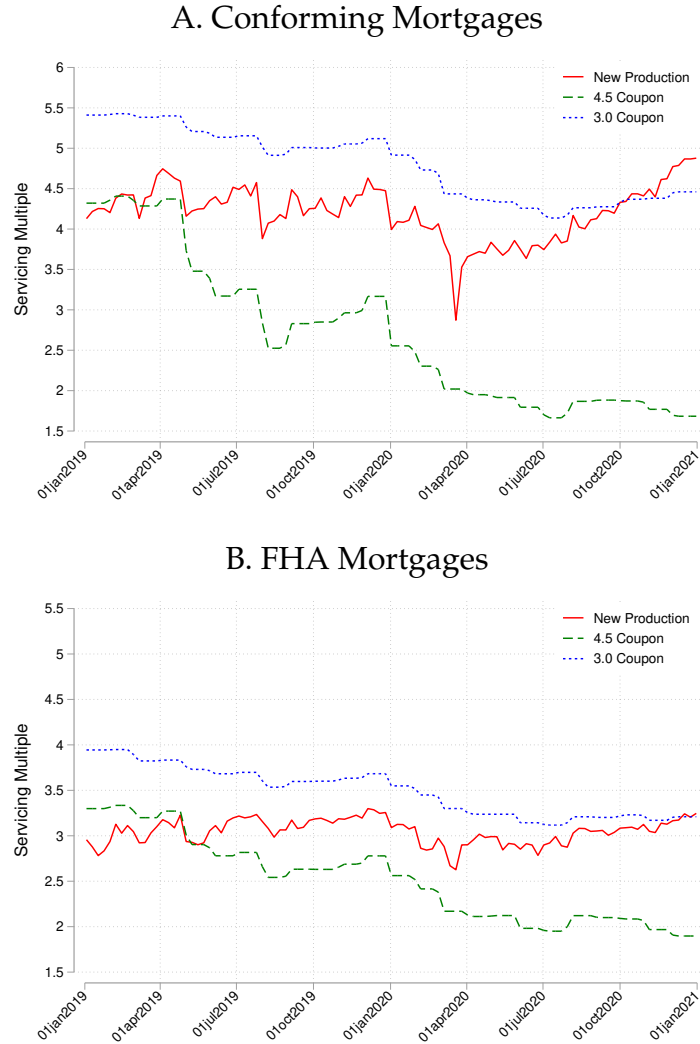 A. Conforming Mortgages
6
5.5
5
4.5
4
3.5
3
2.5
2
1.5
Servicing Multiple
New Production
4.5 Coupon
3.0 Coupon
01jan2019
01apr2019
01jul2019
01oct2019
01jan2020
01apr2020
01jul2020
01oct2020
01jan2021
B. FHA Mortgages
5.5
5
4.5
4
3.5
3
2.5
2
1.5
Servicing Multiple
New Production
4.5 Coupon
3.0 Coupon
01jan2019
01apr2019
01jul2019
01oct2019
01jan2020
01apr2020
01jul2020
01oct2020
01jan2021